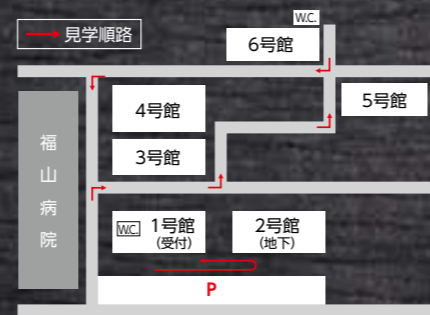 W.C.
見学順路
6号館
5号館
4号館
3号館
福山病院
W.C. 1号館
(受付)
2号館
(地下)
P